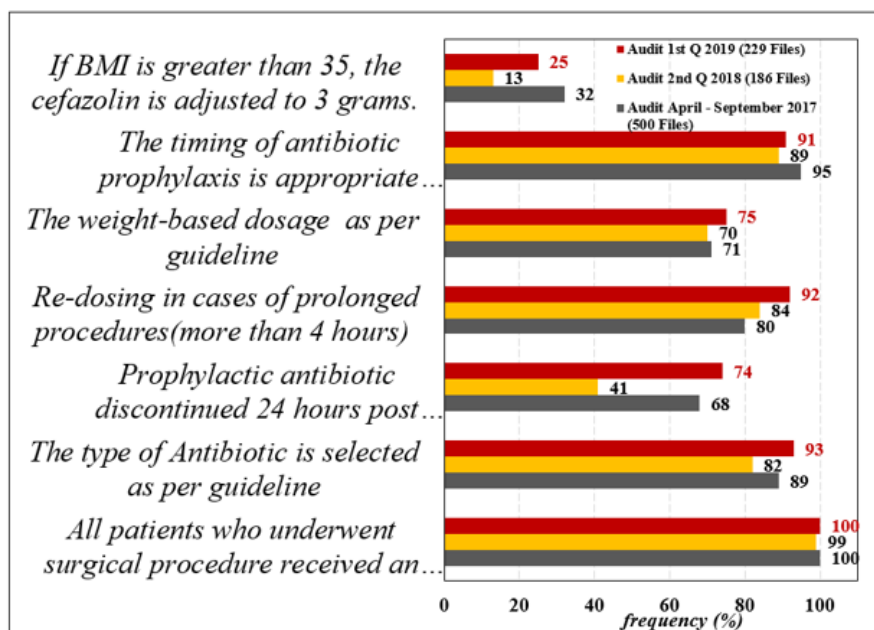 If BMI is greater than 35, the
cefazolin is adjusted to 3 grams.
25
13
32
Audit 1st Q 2019 (229 Files)
Audit 2nd Q 2018 (186 Files)
Audit April - September 2017
(500 Files)
The timing of antibiotic
prophylaxis is appropriate ...
91
89
95
The weight-based dosage as per
guideline
75
70
71
Re-dosing in cases of prolonged
procedures(more than 4 hours)
92
84
80
Prophylactic antibiotic
discontinued 24 hours post ...
74
41
68
The type of Antibiotic is selected
as per guideline
93
82
89
All patients who underwent
surgical procedure received an ...
100
99
100
0 20 40 60 80 100
frequency (%)